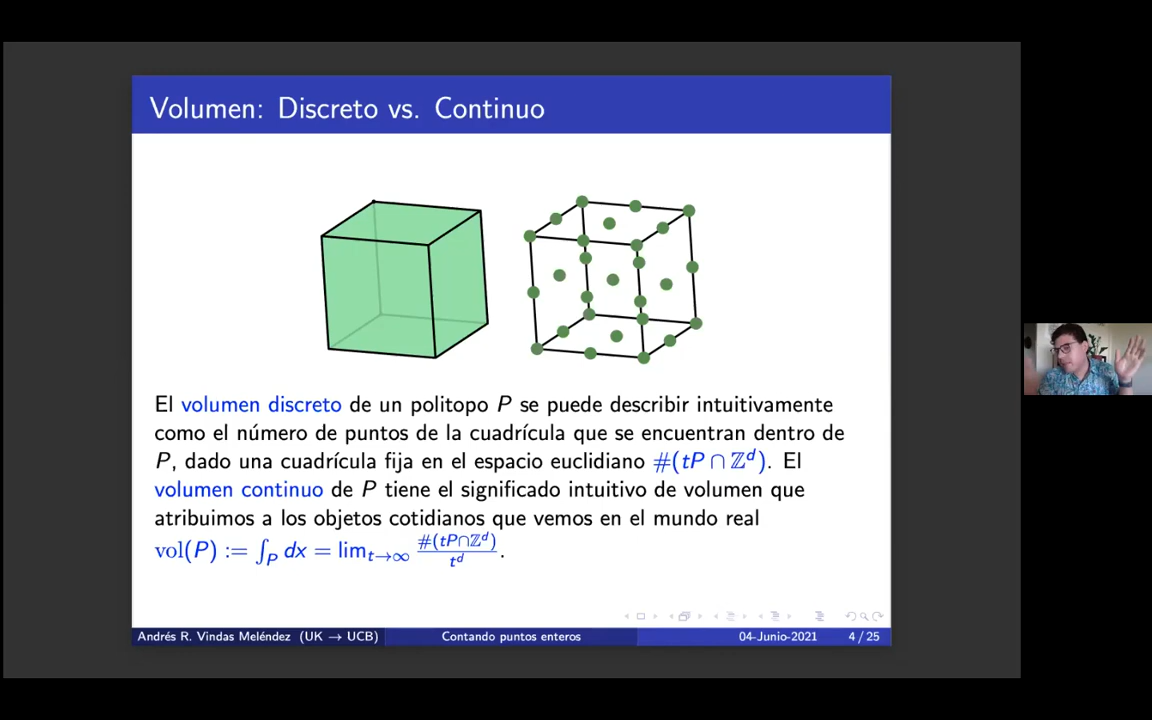 Volumen: Discreto vs. Continuo
El volumen discreto de un politopo P se puede describir intuitivamente
como el número de puntos de la cuadrícula que se encuentran dentro de
P, dado una cuadrícula fija en el espacio euclidiano #(tP ∩ ℤᵈ). El
volumen continuo de P tiene el significado intuitivo de volumen que
atribuimos a los objetos cotidianos que vemos en el mundo real
vol(P) := ∫_P dx = lim_{t→∞} #(tP∩ℤᵈ)/tᵈ.
Andrés R. Vindas Meléndez (UK → UCB) Contando puntos enteros 04-Junio-2021 4 / 25